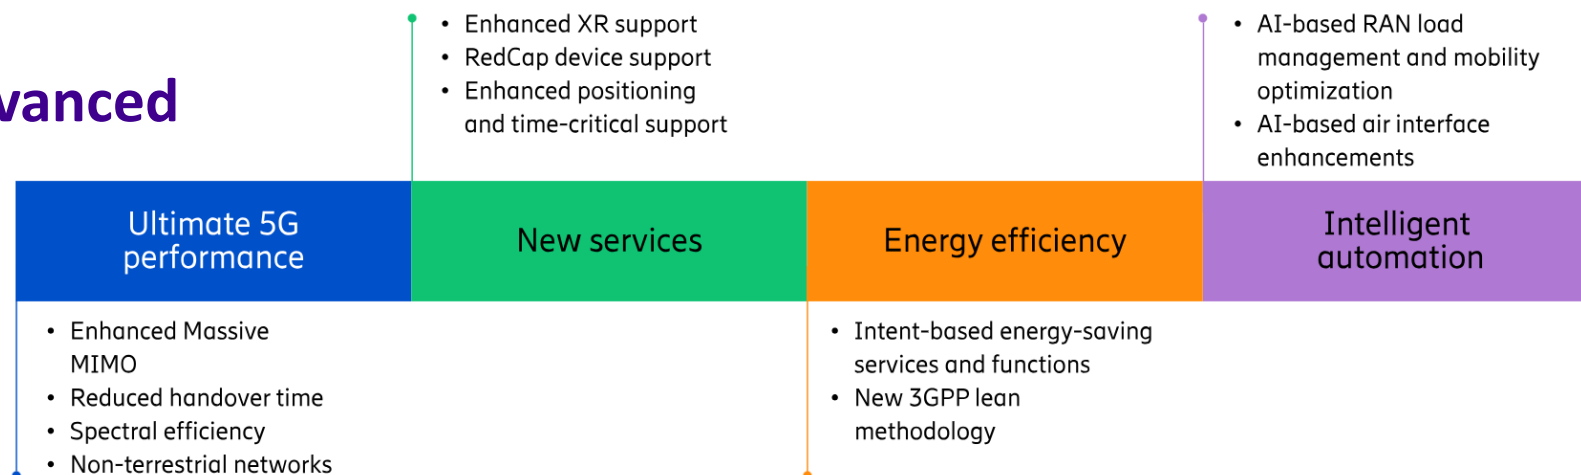 vanced
• Enhanced XR support
• RedCap device support
• Enhanced positioning
and time-critical support
• AI-based RAN load
management and mobility
optimization
• AI-based air interface
enhancements
Ultimate 5G
performance
New services
Energy efficiency
Intelligent
automation
• Enhanced Massive
MIMO
• Reduced handover time
• Spectral efficiency
• Non-terrestrial networks
• Intent-based energy-saving
services and functions
• New 3GPP lean
methodology